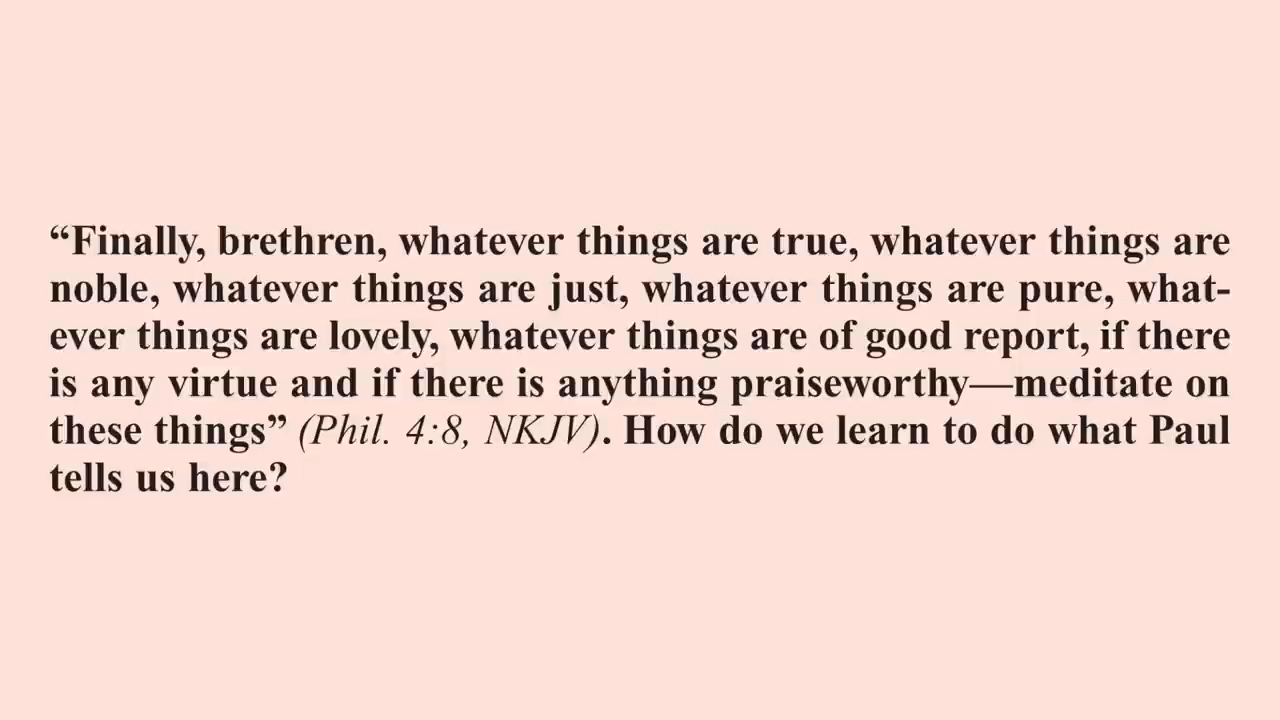 “Finally, brethren, whatever things are true, whatever things are
noble, whatever things are just, whatever things are pure, what-
ever things are lovely, whatever things are of good report, if there
is any virtue and if there is anything praiseworthy—meditate on
these things” (Phil. 4:8, NKJV). How do we learn to do what Paul
tells us here?